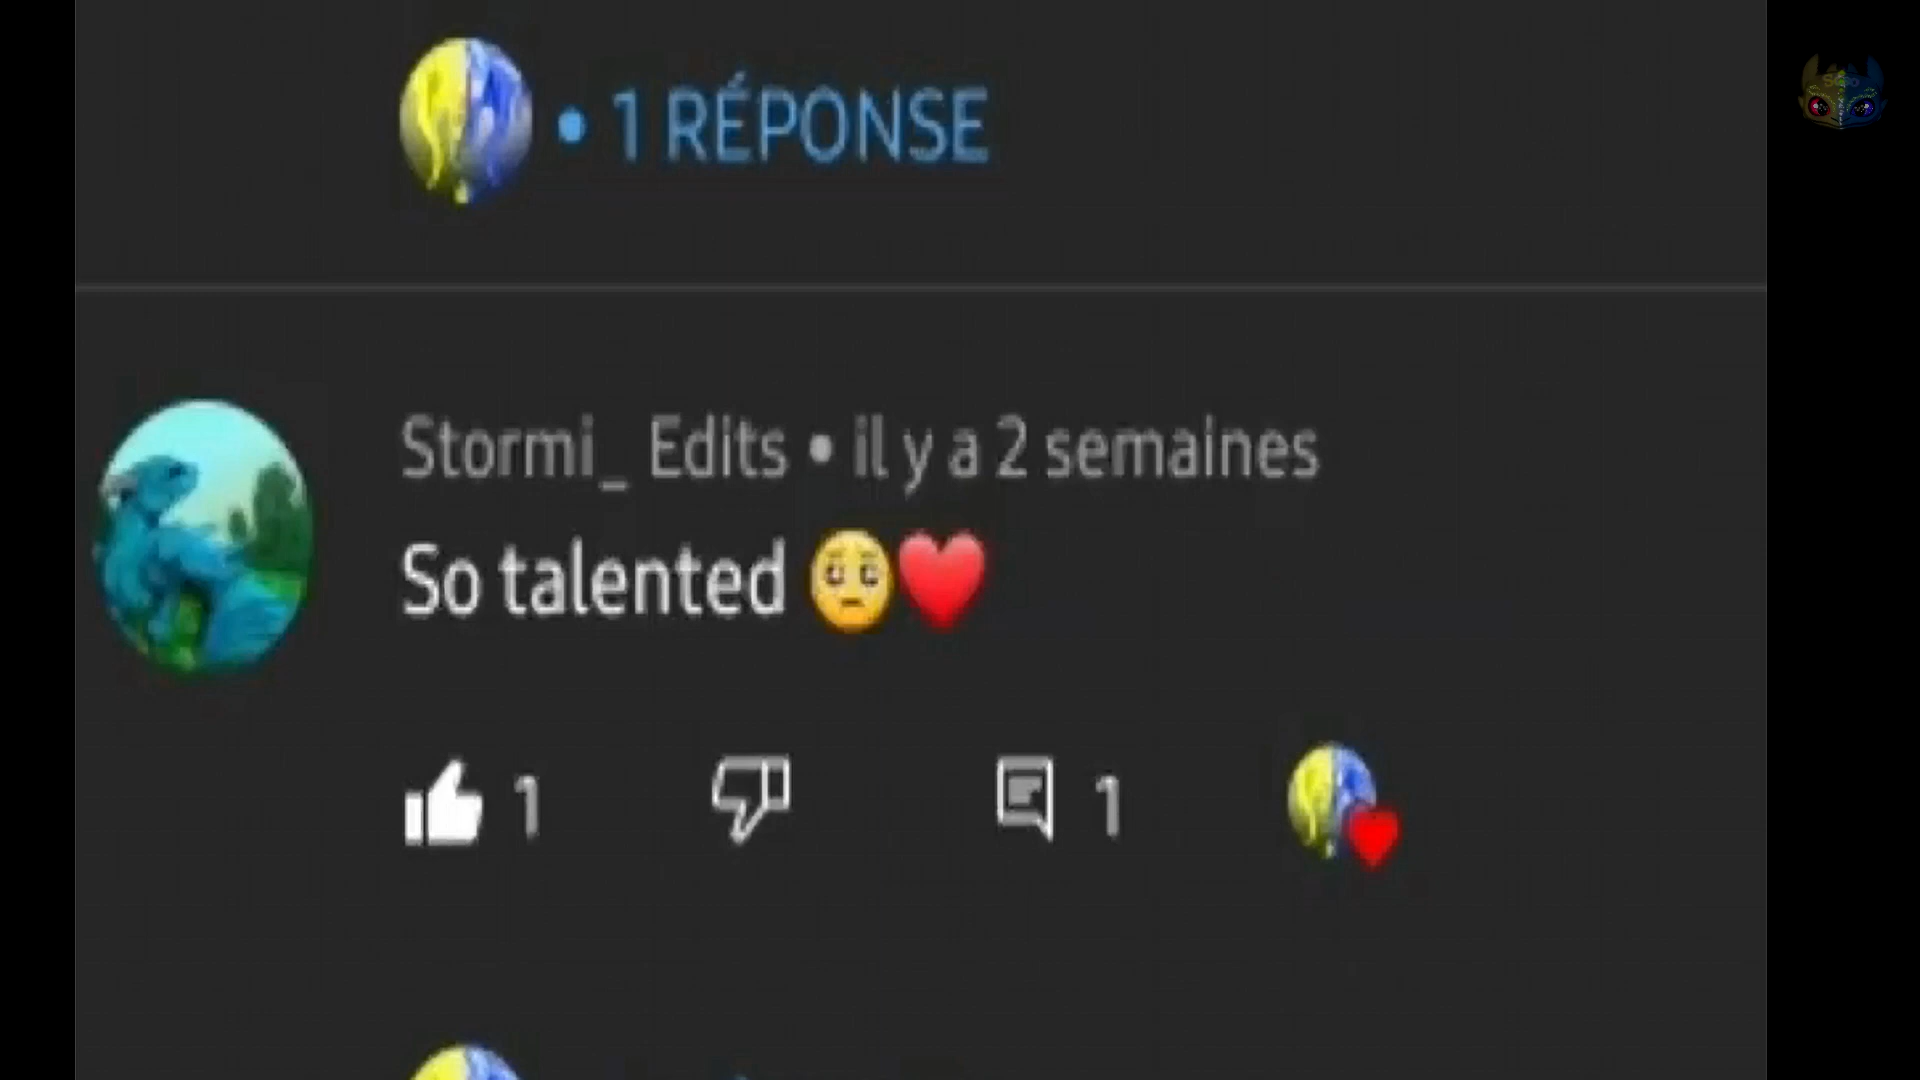 • 1 RÉPONSE
Stormi_ Edits • il y a 2 semaines
So talented 🥺❤️
1 1